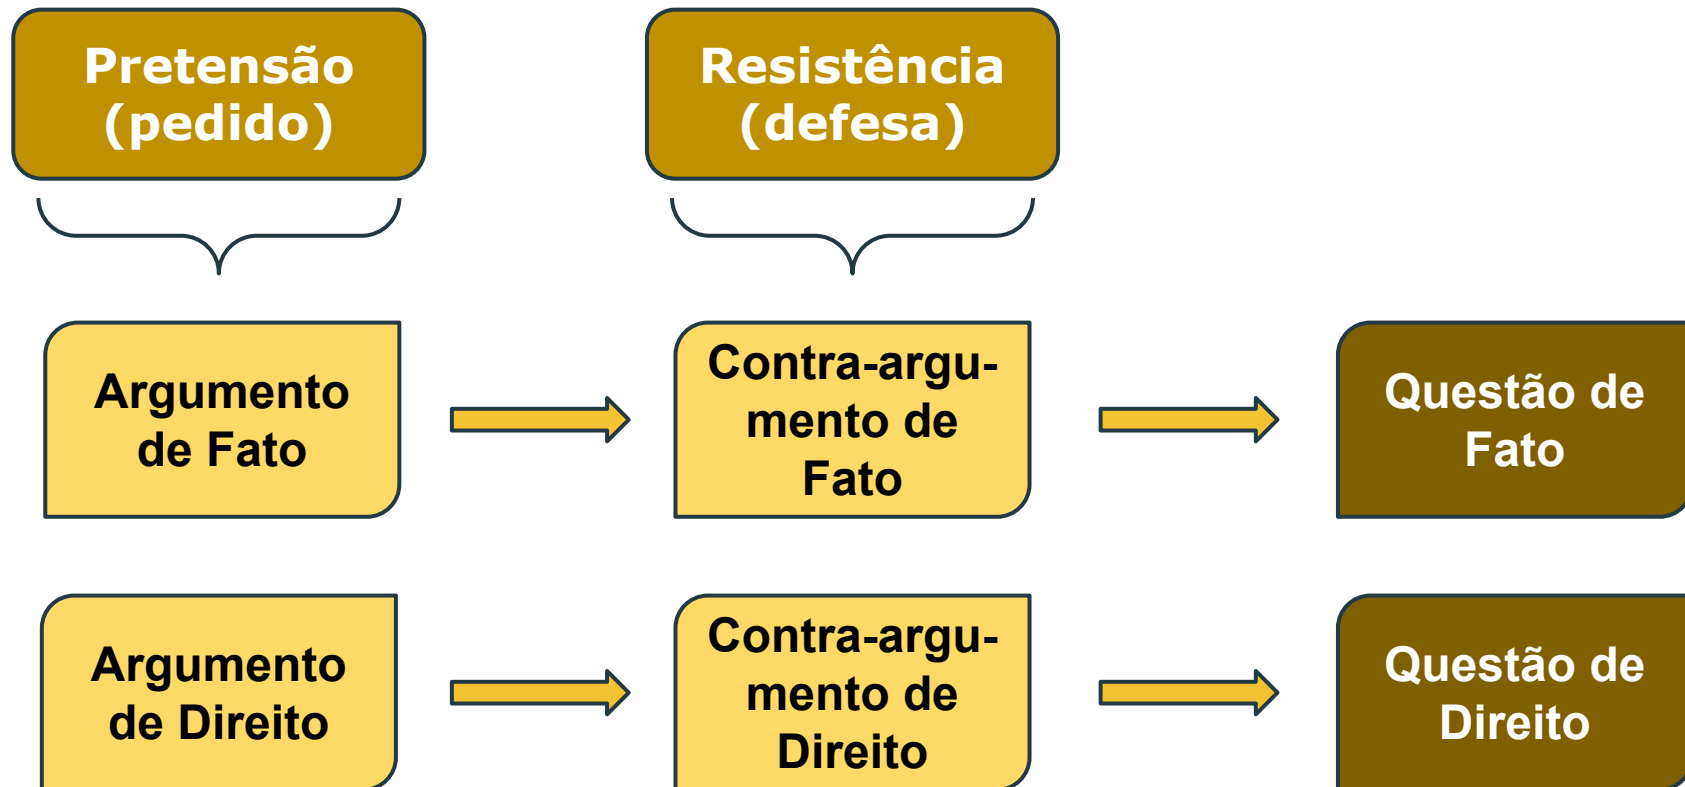 Pretensão
(pedido)
Resistência
(defesa)
Argumento
de Fato
Contra-argu-
mento de
Fato
Questão de
Fato
Argumento
de Direito
Contra-argu-
mento de
Direito
Questão de
Direito